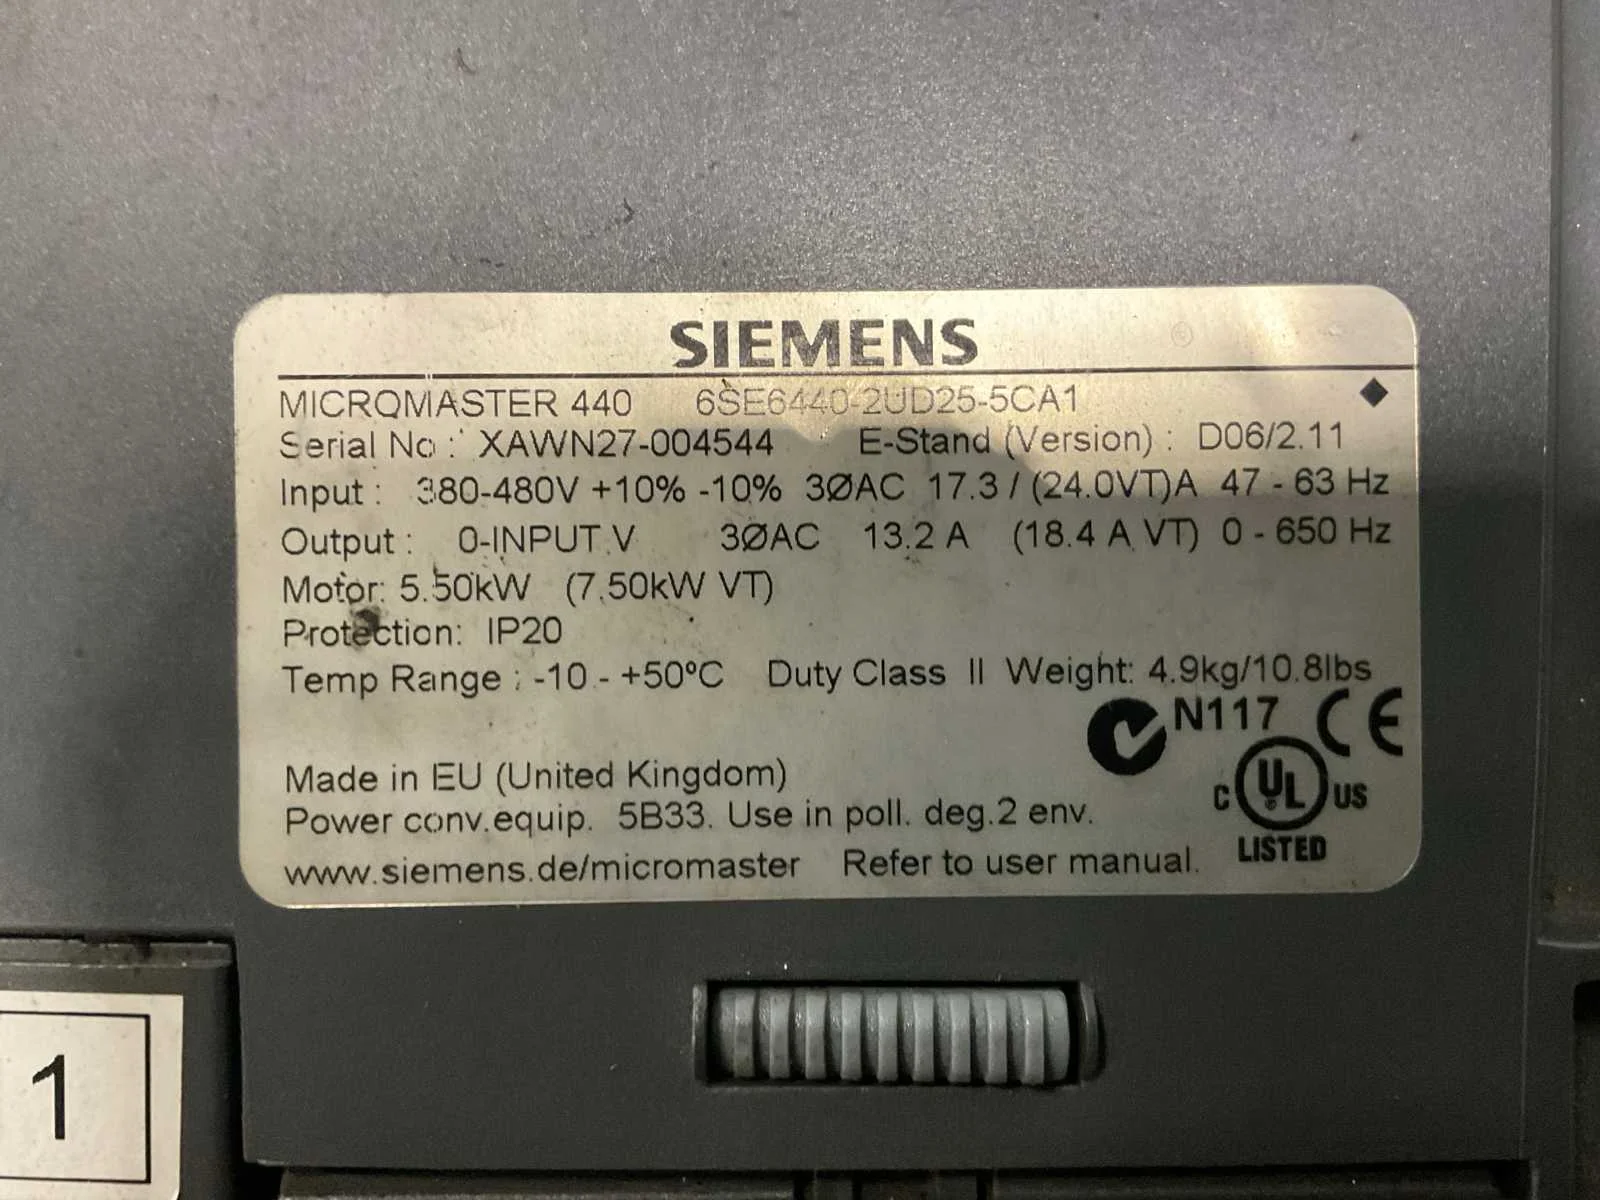 SIEMENS
MICROMASTER 440 6SE6440-2UD25-5CA1
Serial No : XAWN27-004544 E-Stand (Version) : D06/2.11
Input : 380-480V +10% -10% 3ØAC 17.3 / (24.0VT)A 47 - 63 Hz
Output : 0-INPUT V 3ØAC 13.2 A (18.4 A VT) 0 - 650 Hz
Motor: 5.50kW (7.50kW VT)
Protection: IP20
Temp Range : -10 - +50ºC Duty Class II Weight: 4.9kg/10.8lbs
N117 CE
Made in EU (United Kingdom)
C UL US
Power conv.equip. 5B33. Use in poll. deg.2 env.
LISTED
www.siemens.de/micromaster Refer to user manual.
1